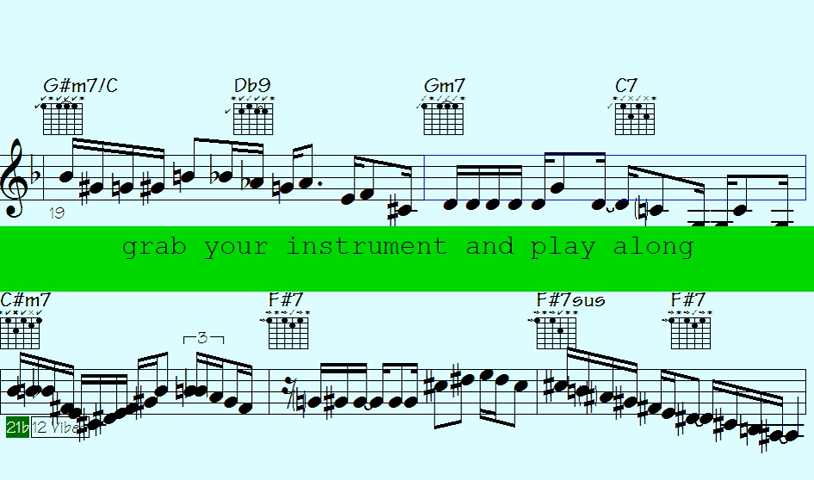 G#m7/C Db9 Gm7 C7
19
grab your instrument and play along
C#m7 F#7 F#7sus F#7
3
21b 12 Vibe